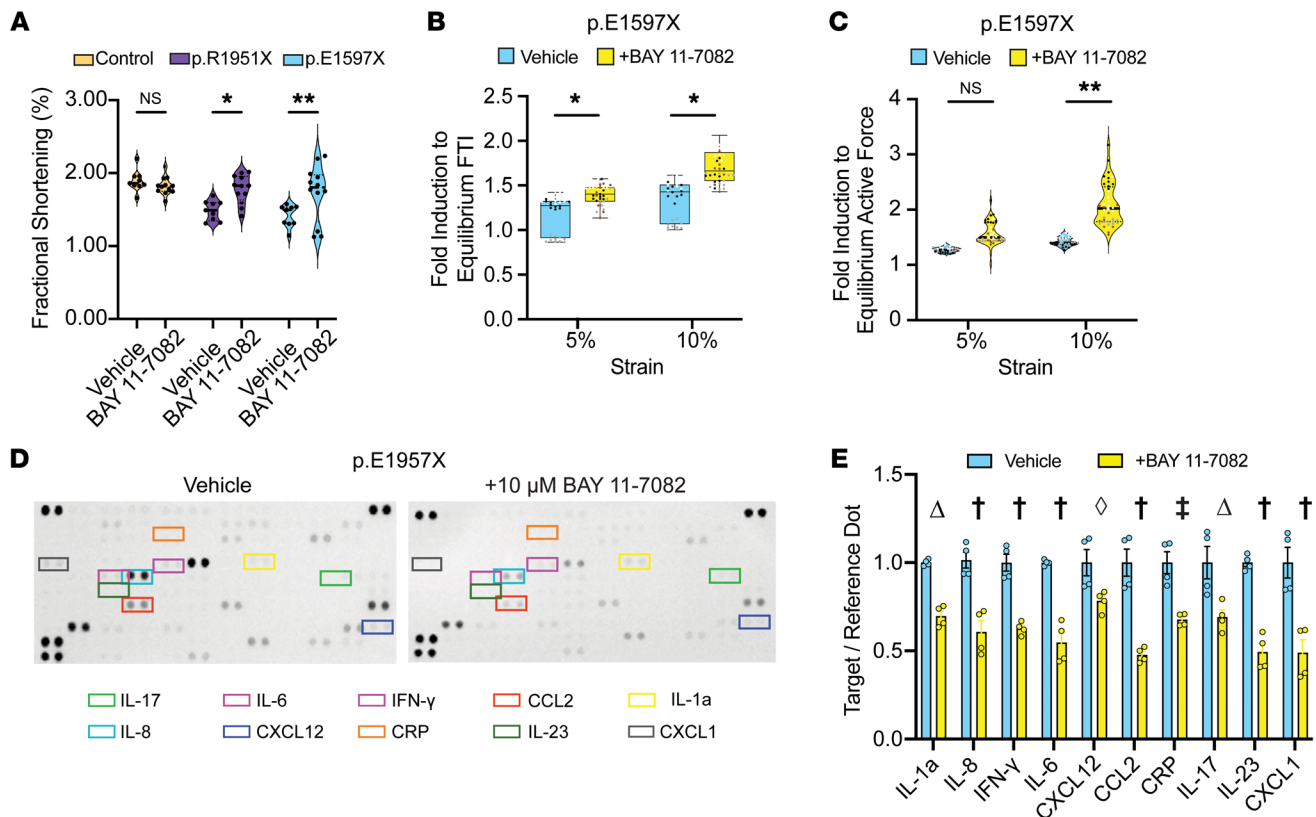 A
Control p.R1951X p.E1597X
Fractional Shortening (%)
3.00
2.00
1.00
0.00
NS * **
Vehicle
BAY 11-7082
Vehicle
BAY 11-7082
Vehicle
BAY 11-7082
B
p.E1597X
Vehicle +BAY 11-7082
Fold Induction to
Equilibrium FTI
2.5
2.0
1.5
1.0
0.5
0.0
* *
5% 10%
Strain
C
p.E1597X
Vehicle +BAY 11-7082
Fold Induction to
Equilibrium Active Force
4
3
2
1
0
NS **
5% 10%
Strain
D
p.E1957X
Vehicle +10 µM BAY 11-7082
IL-17 IL-6 IFN-γ CCL2 IL-1a
IL-8 CXCL12 CRP IL-23 CXCL1
E
Vehicle +BAY 11-7082
Target / Reference Dot
1.5
1.0
0.5
0.0
Δ † † † ◊ † ‡ Δ † †
IL-1a
IL-8
IFN-γ
IL-6
CXCL12
CCL2
CRP
IL-17
IL-23
CXCL1